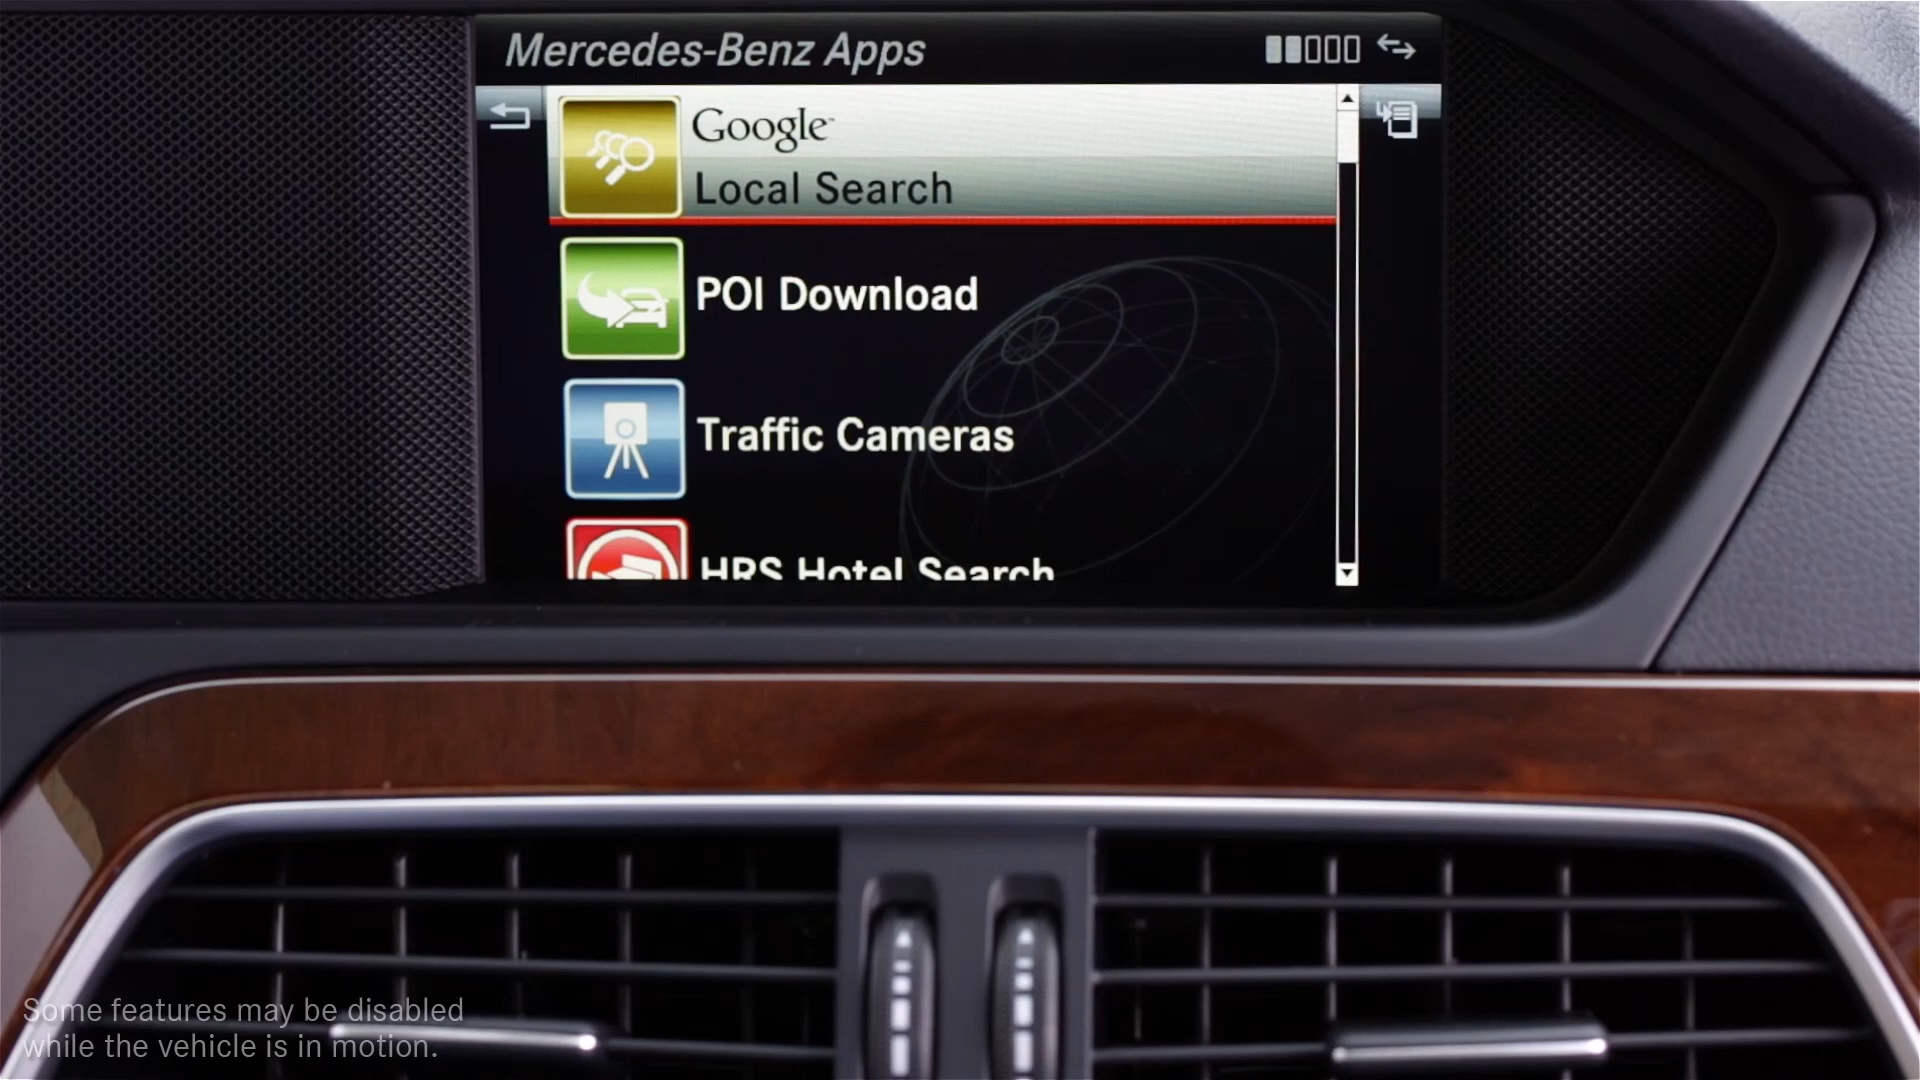 Mercedes-Benz Apps
Google™
Local Search
POI Download
Traffic Cameras
HRS Hotel Search
Some features may be disabled
while the vehicle is in motion.